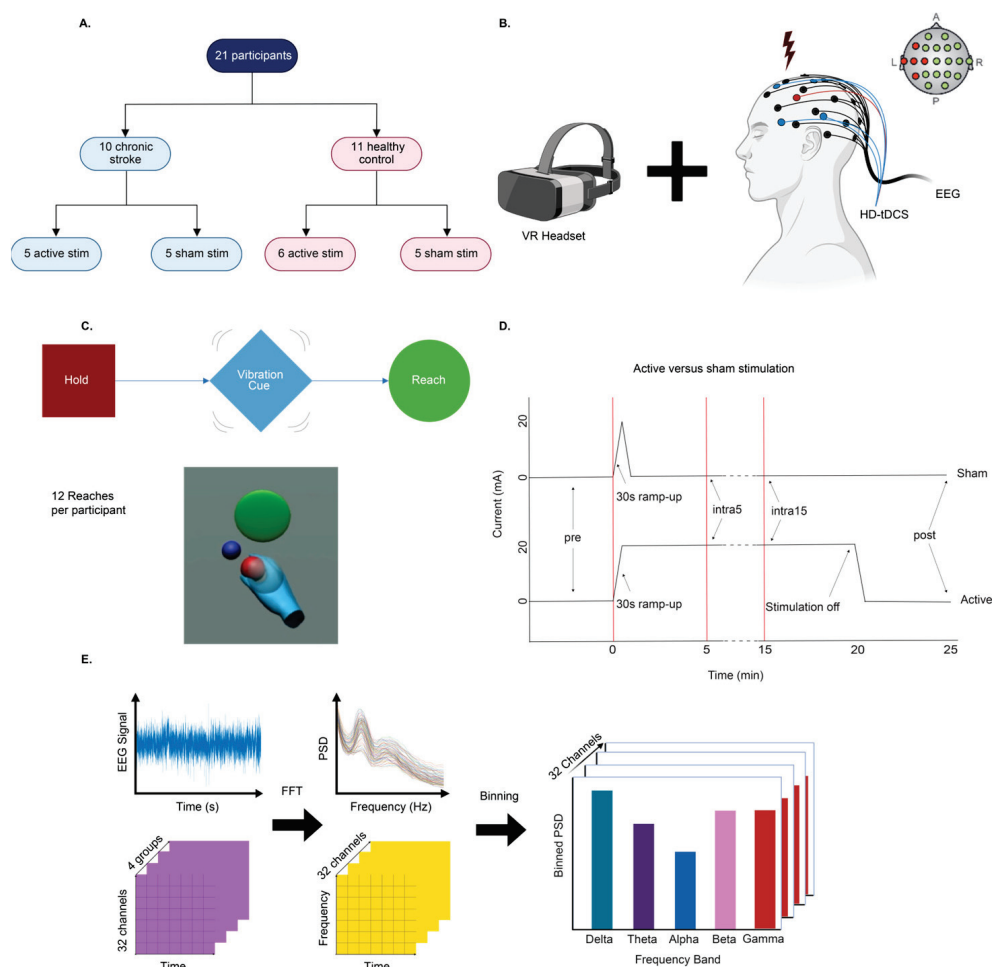 A.
21 participants
10 chronic
stroke
11 healthy
control
5 active stim
5 sham stim
6 active stim
5 sham stim
B.
A
L
R
P
VR Headset
HD-tDCS
EEG
C.
Hold
Vibration
Cue
Reach
12 Reaches
per participant
D.
Active versus sham stimulation
Current (mA)
20
0
20
0
Sham
30s ramp-up
intra5
intra15
pre
post
30s ramp-up
Stimulation off
Active
0
5
15
20
25
Time (min)
E.
EEG Signal
Time (s)
FFT
PSD
Frequency (Hz)
Binning
4 groups
32 channels
Time
32 channels
Frequency
Time
32 Channels
Binned PSD
Delta
Theta
Alpha
Beta
Gamma
Frequency Band